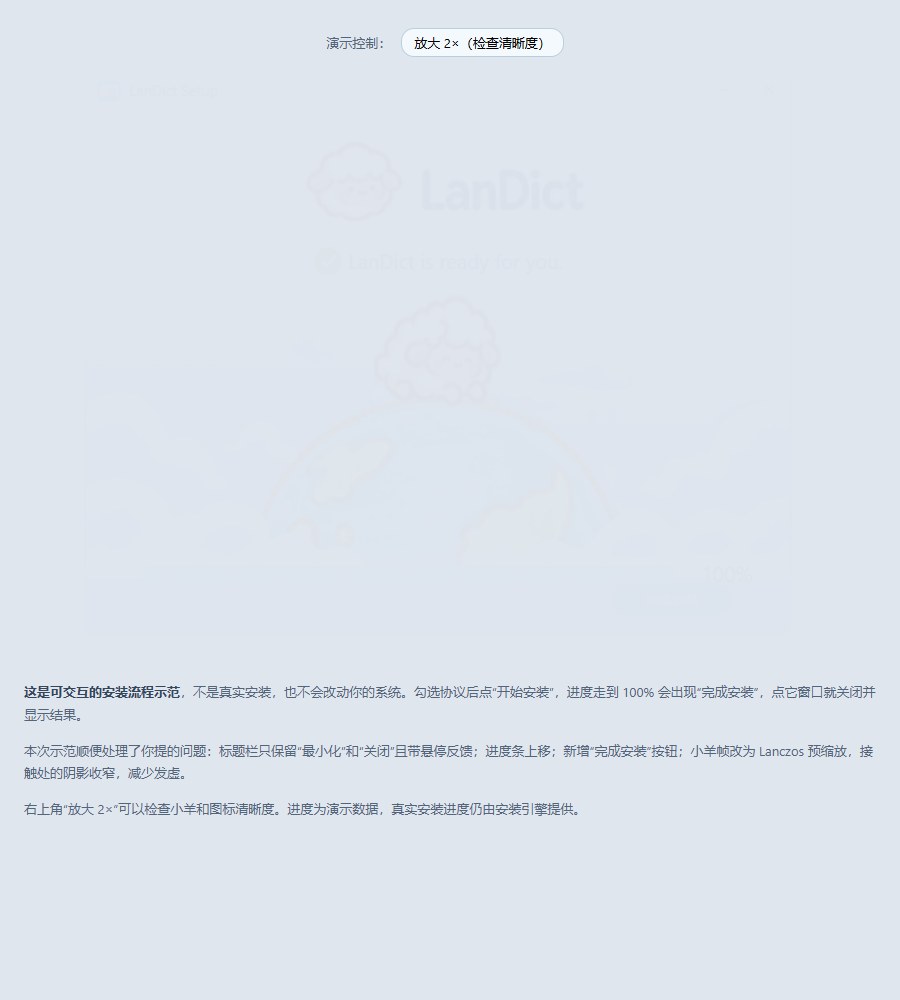 演示控制： 放大 2×（检查清晰度）
LanDict Setup
LanDict
LanDict is ready for you.
100%
这是可交互的安装流程示范，不是真实安装，也不会改动你的系统。勾选协议后点“开始安装”，进度走到 100% 会出现“完成安装”，点它窗口就关闭并
显示结果。
本次示范顺便处理了你提的问题：标题栏只保留“最小化”和“关闭”且带悬停反馈；进度条上移；新增“完成安装”按钮；小羊帧改为 Lanczos 预缩放，接
触处的阴影收窄，减少发虚。
右上角“放大 2×”可以检查小羊和图标清晰度。进度为演示数据，真实安装进度仍由安装引擎提供。